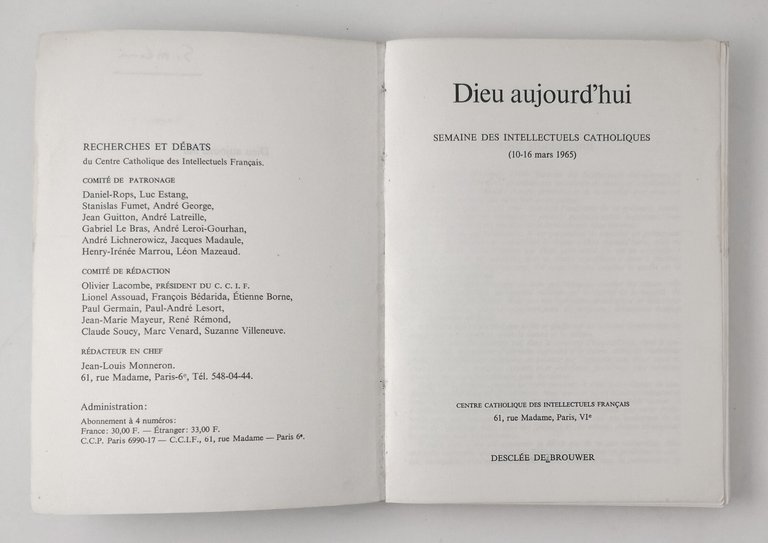 RECHERCHES ET DÉBATS
du Centre Catholique des Intellectuels Français.
COMITÉ DE PATRONAGE
Daniel-Rops, Luc Estang,
Stanislas Fumet, André George,
Jean Guitton, André Latreille,
Gabriel Le Bras, André Leroi-Gourhan,
André Lichnerowicz, Jacques Madaule,
Henry-Irénée Marrou, Léon Mazeaud.
COMITÉ DE RÉDACTION
Olivier Lacombe, PRÉSIDENT DU C. C. I. F.
Lionel Assouad, François Bédarida, Étienne Borne,
Paul Germain, Paul-André Lesort,
Jean-Marie Mayeur, René Rémond,
Claude Soucy, Marc Venard, Suzanne Villeneuve.
RÉDACTEUR EN CHEF
Jean-Louis Monneron.
61, rue Madame, Paris-6e, Tél. 548-04-44.
Administration:
Abonnement à 4 numéros:
France: 30,00 F. — Étranger: 33,00 F.
C.C.P. Paris 6990-17 — C.C.I.F., 61, rue Madame — Paris 6e.
Dieu aujourd'hui
SEMAINE DES INTELLECTUELS CATHOLIQUES
(10-16 mars 1965)
CENTRE CATHOLIQUE DES INTELLECTUELS FRANÇAIS
61, rue Madame, Paris, VIe
DESCLÉE DE BROUWER